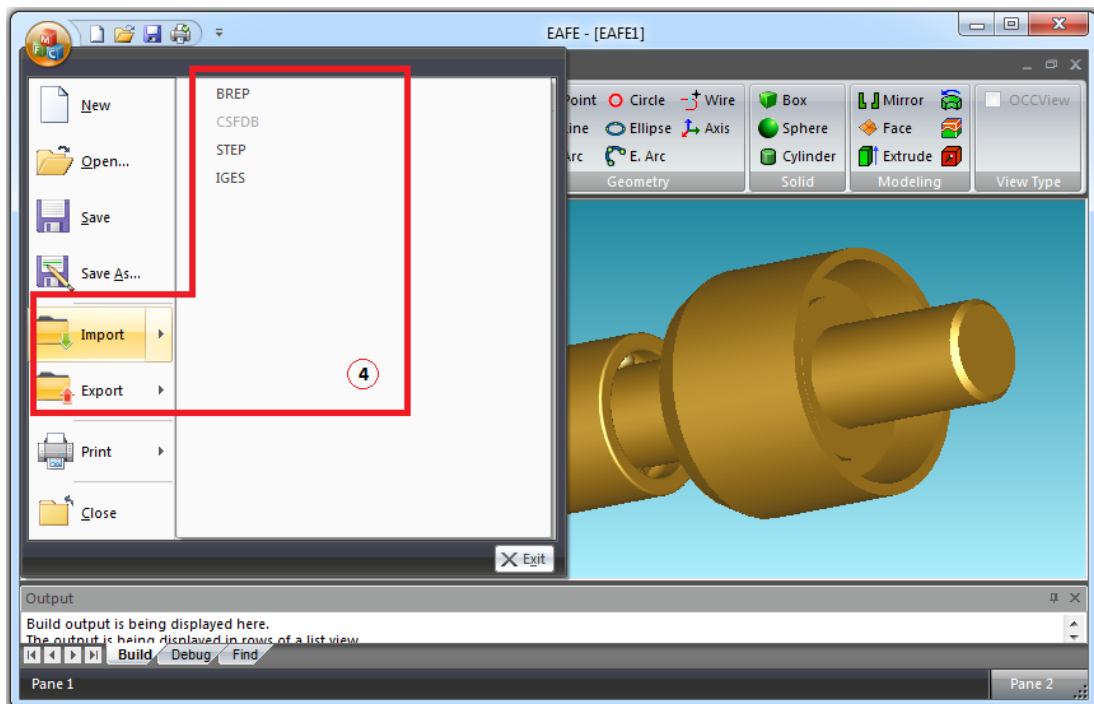 EAFE - [EAFE1]
M
F C
New
Open...
Save
Save As...
Import
Export
Print
Close
BREP
CSFDB
STEP
IGES
4
Exit
Point Circle Wire
Line Ellipse Axis
Arc E. Arc
Geometry
Box
Sphere
Cylinder
Solid
Mirror
Face
Extrude
Modeling
OCCView
View Type
Output
Build output is being displayed here.
The output is being displayed in rows of a list view
Build Debug Find
Pane 1
Pane 2